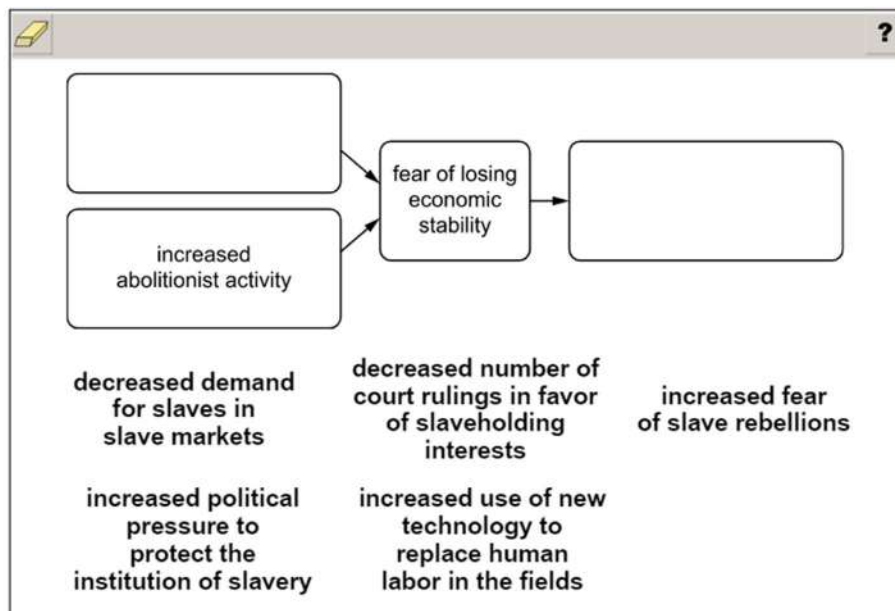 ?
fear of losing
economic
stability
increased
abolitionist activity
decreased demand
for slaves in
slave markets
decreased number of
court rulings in favor
of slaveholding
interests
increased fear
of slave rebellions
increased political
pressure to
protect the
institution of slavery
increased use of new
technology to
replace human
labor in the fields